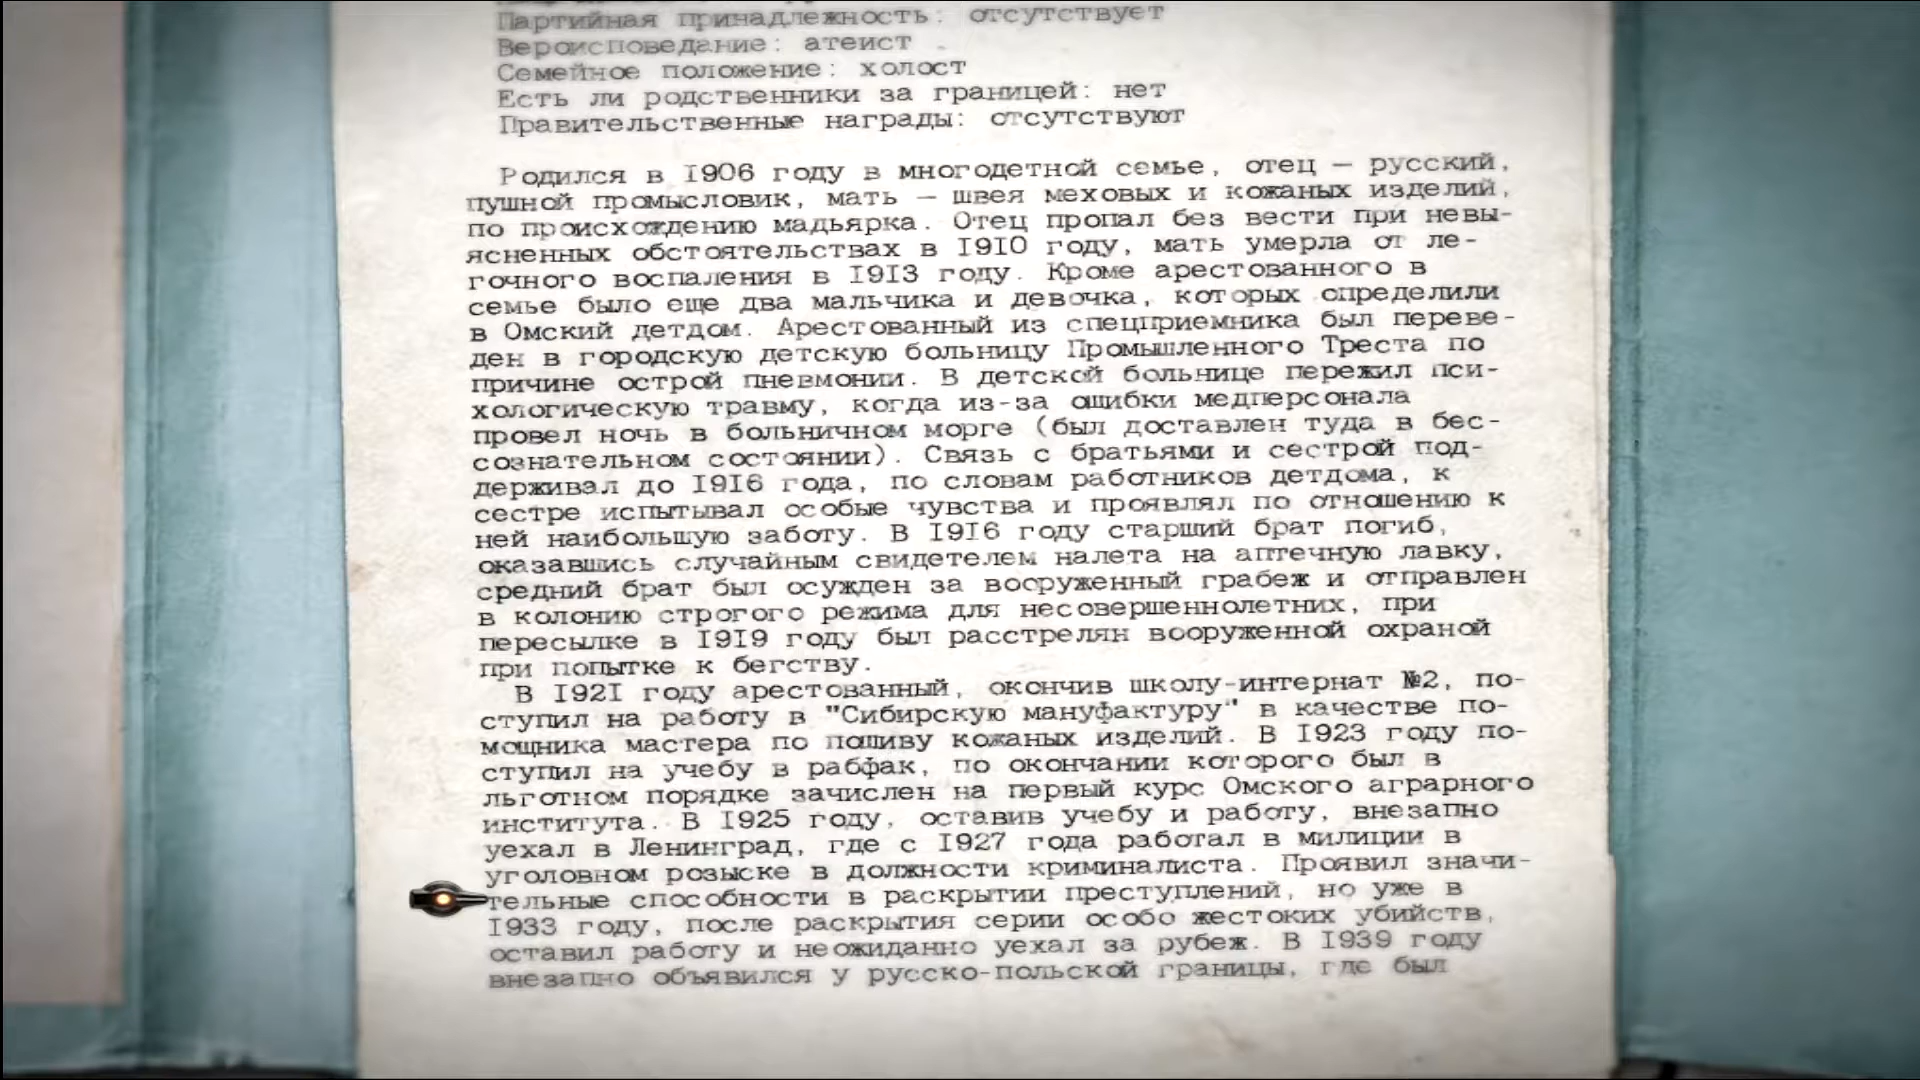 Партийная принадлежность: отсутствует
Вероисповедание: атеист
Семейное положение: холост
Есть ли родственники за границей: нет
Правительственные награды: отсутствуют
Родился в 1906 году в многодетной семье, отец — русский,
пушной промысловик, мать — швея меховых и кожаных изделий,
по происхождению мадьярка. Отец пропал без вести при невы-
ясненных обстоятельствах в 1910 году, мать умерла от ле-
гочного воспаления в 1913 году. Кроме арестованного в
семье было еще два мальчика и девочка, которых определили
в Омский детдом. Арестованный из спецприемника был переве-
ден в городскую детскую больницу Промышленного Треста по
причине острой пневмонии. В детской больнице пережил пси-
хологическую травму, когда из-за ошибки медперсонала
провел ночь в больничном морге (был доставлен туда в бес-
сознательном состоянии). Связь с братьями и сестрой под-
держивал до 1916 года, по словам работников детдома, к
сестре испытывал особые чувства и проявлял по отношению к
ней наибольшую заботу. В 1916 году старший брат погиб,
оказавшись случайным свидетелем налета на аптечную лавку,
средний брат был осужден за вооруженный грабеж и отправлен
в колонию строгого режима для несовершеннолетних, при
пересылке в 1919 году был расстрелян вооруженной охраной
при попытке к бегству.
В 1921 году арестованный, окончив школу-интернат №2, по-
ступил на работу в "Сибирскую мануфактуру" в качестве по-
мощника мастера по пошиву кожаных изделий. В 1923 году по-
ступил на учебу в рабфак, по окончании которого был в
льготном порядке зачислен на первый курс Омского аграрного
института. В 1925 году, оставив учебу и работу, внезапно
уехал в Ленинград, где с 1927 года работал в милиции в
уголовном розыске в должности криминалиста. Проявил значи-
тельные способности в раскрытии преступлений, но уже в
1933 году, после раскрытия серии особо жестоких убийств,
оставил работу и неожиданно уехал за рубеж. В 1939 году
внезапно объявился у русско-польской границы, где был